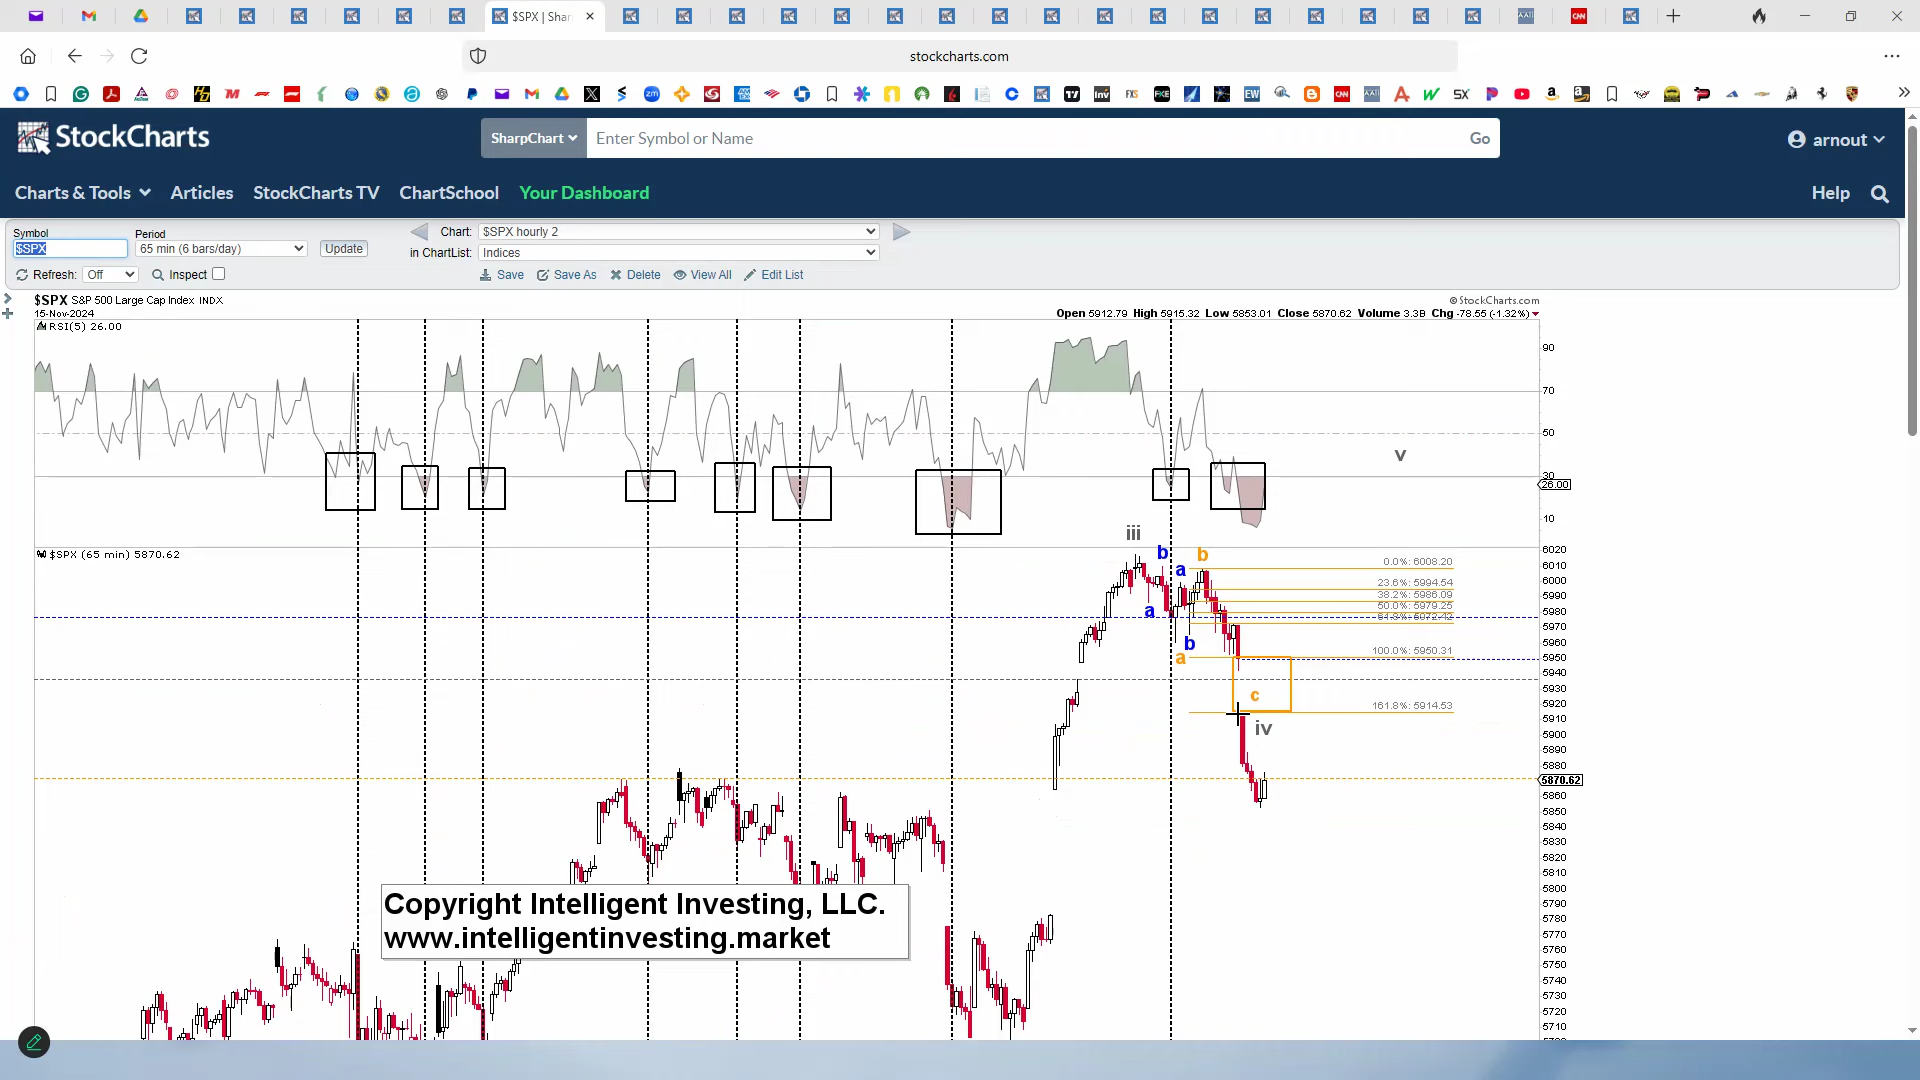 $SPX | Shar
stockcharts.com
StockCharts
SharpChart
Enter Symbol or Name
Go
arnout
Charts & Tools
Articles
StockCharts TV
ChartSchool
Your Dashboard
Help
Symbol
Period
Chart:
$SPX hourly 2
$SPX
65 min (6 bars/day)
Update
in ChartList:
Indices
Refresh:
Off
Inspect
Save
Save As
Delete
View All
Edit List
$SPX S&P 500 Large Cap Index INDX
© StockCharts.com
15-Nov-2024
Open 5912.79 High 5915.32 Low 5853.01 Close 5870.62 Volume 3.3B Chg -78.55 (-1.32%)
RSI(5) 26.00
90
70
50
30
26.00
10
v
iii
$SPX (65 min) 5870.62
b
b
a
a
b
a
c
iv
0.0%: 6008.20
23.6%: 5994.54
38.2%: 5986.09
50.0%: 5979.25
100.0%: 5950.31
161.8%: 5914.53
6020
6010
6000
5990
5980
5970
5960
5950
5940
5930
5920
5910
5900
5890
5880
5870.62
5860
5850
5840
5830
5820
5810
5800
5790
5780
5770
5760
5750
5740
5730
5720
5710
Copyright Intelligent Investing, LLC.
www.intelligentinvesting.market